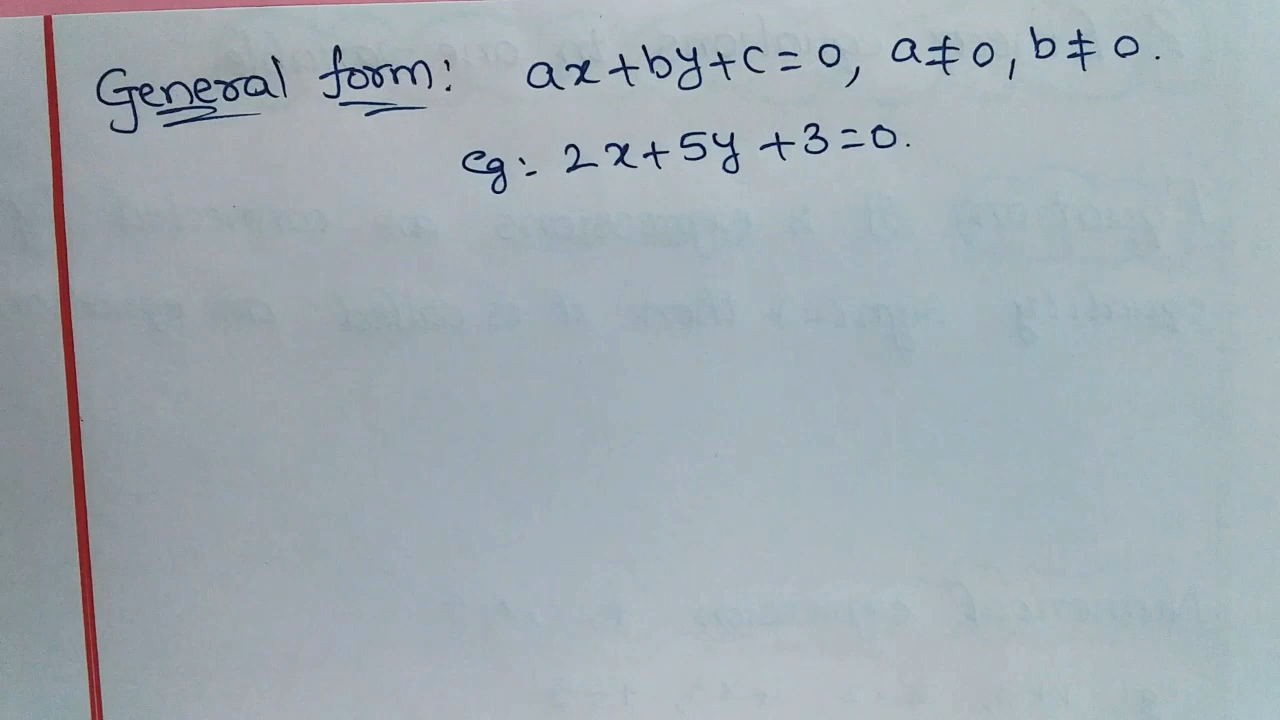 General form: ax+by+c=0, a≠0, b≠0.
eg:- 2x+5y+3=0.